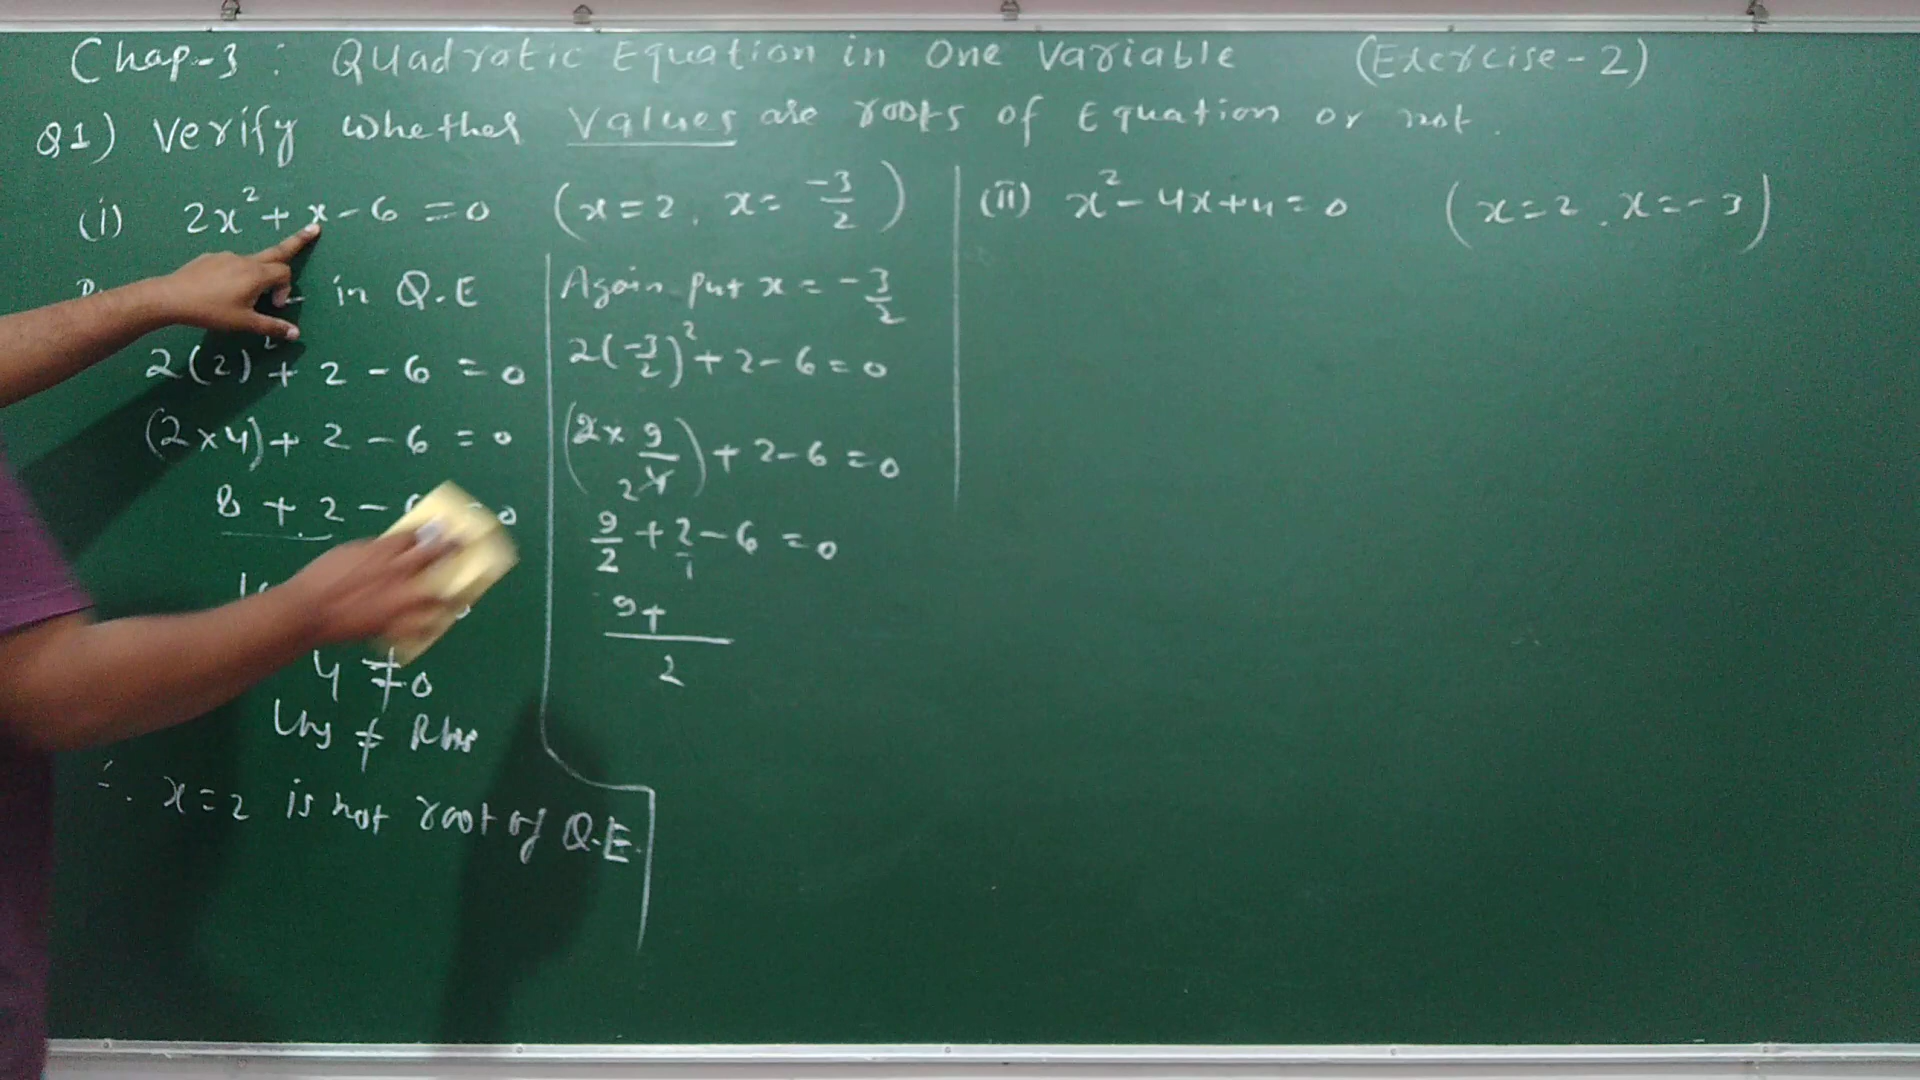 Chap-3 : Quadratic Equation in One Variable (Exercise-2)
Q1) Verify whether Values are roots of Equation or not.
(i) 2x² + x - 6 = 0 (x = 2, x = -3/2)
in Q.E
2(2)² + 2 - 6 = 0
(2 × 4) + 2 - 6 = 0
8 + 2 -
4 ≠ 0
Lhs ≠ Rhs
∴ x = 2 is not root of Q.E.
Again put x = -3/2
2(-3/2)² + 2 - 6 = 0
(2 × 9/4) + 2 - 6 = 0
2
9/2 + 2/1 - 6 = 0
9+
2
(ii) x² - 4x + 4 = 0 (x = 2, x = -3)